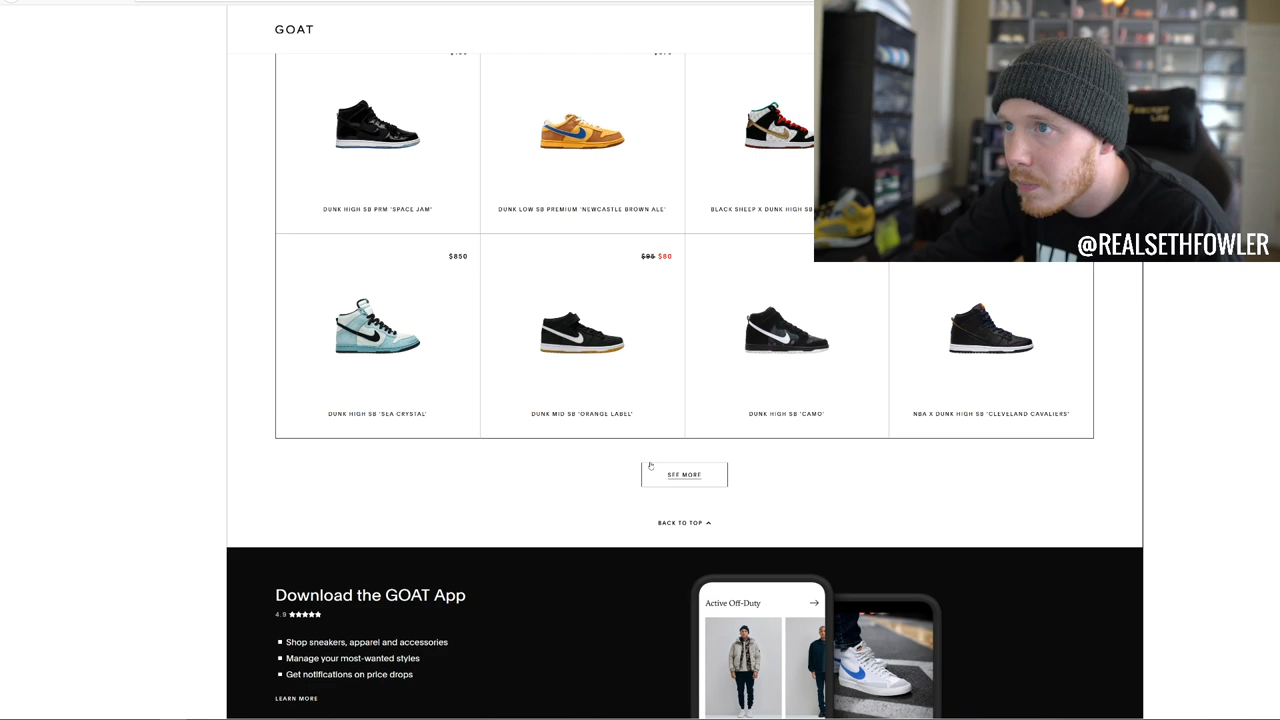 GOAT
DUNK HIGH SB PRM 'SPACE JAM'
DUNK LOW SB PREMIUM 'NEWCASTLE BROWN ALE'
BLACK SHEEP X DUNK HIGH SB
@REALSETHFOWLER
$850
$95 $80
DUNK HIGH SB 'SEA CRYSTAL'
DUNK MID SB 'ORANGE LABEL'
DUNK HIGH SB 'CAMO'
NBA X DUNK HIGH SB 'CLEVELAND CAVALIERS'
SEE MORE
BACK TO TOP
Download the GOAT App
4.9
Shop sneakers, apparel and accessories
Manage your most-wanted styles
Get notifications on price drops
LEARN MORE
Active Off-Duty